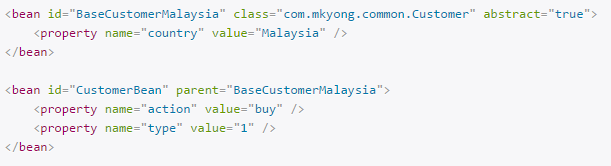 <bean id="BaseCustomerMalaysia" class="com.mkyong.common.Customer" abstract="true">
    <property name="country" value="Malaysia" />
</bean>

<bean id="CustomerBean" parent="BaseCustomerMalaysia">
    <property name="action" value="buy" />
    <property name="type" value="1" />
</bean>